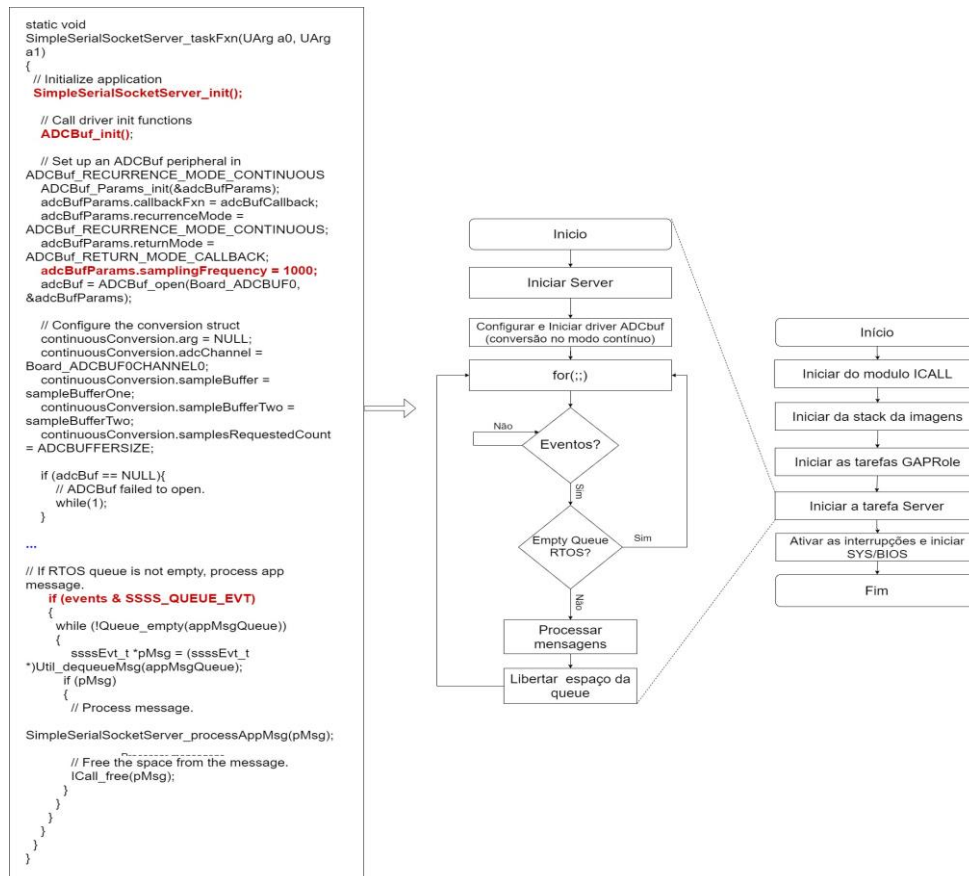 static void
SimpleSerialSocketServer_taskFxn(UArg a0, UArg
a1)
{
// Initialize application
SimpleSerialSocketServer_init();
// Call driver init functions
ADCBuf_init();
// Set up an ADCBuf peripheral in
ADCBuf_RECURRENCE_MODE_CONTINUOUS
ADCBuf_Params_init(&adcBufParams);
adcBufParams.callbackFxn = adcBufCallback;
adcBufParams.recurrenceMode =
ADCBuf_RECURRENCE_MODE_CONTINUOUS;
adcBufParams.returnMode =
ADCBuf_RETURN_MODE_CALLBACK;
adcBufParams.samplingFrequency = 1000;
adcBuf = ADCBuf_open(Board_ADCBUF0,
&adcBufParams);
// Configure the conversion struct
continuousConversion.arg = NULL;
continuousConversion.adcChannel =
Board_ADCBUF0CHANNEL0;
continuousConversion.sampleBuffer =
sampleBufferOne;
continuousConversion.sampleBufferTwo =
sampleBufferTwo;
continuousConversion.samplesRequestedCount
= ADCBUFFERSIZE;
if (adcBuf == NULL){
// ADCBuf failed to open.
while(1);
}
...
// If RTOS queue is not empty, process app
message.
if (events & SSSS_QUEUE_EVT)
{
while (!Queue_empty(appMsgQueue))
{
ssssEvt_t *pMsg = (ssssEvt_t
*)Util_dequeueMsg(appMsgQueue);
if (pMsg)
{
// Process message.
SimpleSerialSocketServer_processAppMsg(pMsg);
// Free the space from the message.
ICall_free(pMsg);
}
}
}
}
}
}
Inicio
Iniciar Server
Configurar e Iniciar driver ADCbuf
(conversão no modo contínuo)
for(;;)
Não
Eventos?
Sim
Empty Queue
RTOS?
Sim
Não
Processar
mensagens
Libertar espaço da
queue
Início
Iniciar do modulo ICALL
Iniciar da stack da imagens
Iniciar as tarefas GAPRole
Iniciar a tarefa Server
Ativar as interrupções e iniciar
SYS/BIOS
Fim